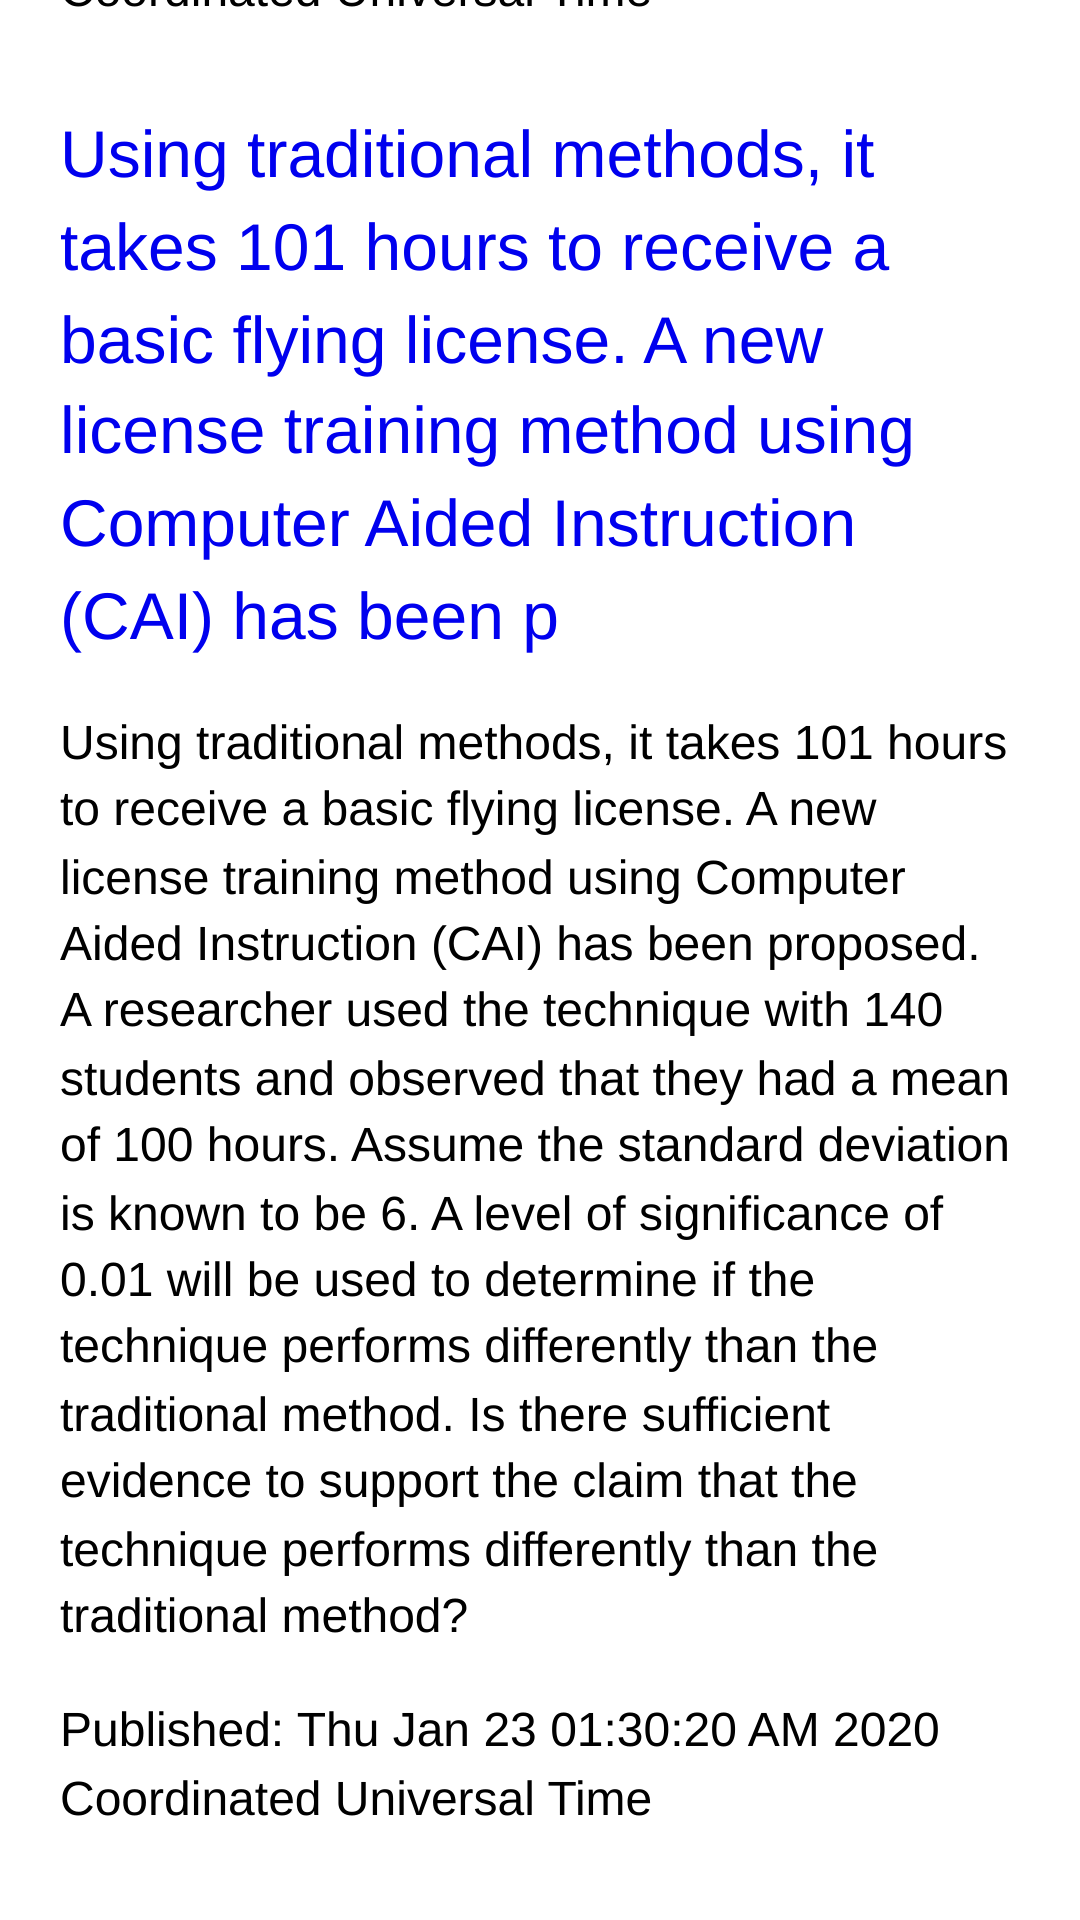 Coordinated Universal Time
Using traditional methods, it
takes 101 hours to receive a
basic flying license. A new
license training method using
Computer Aided Instruction
(CAI) has been p
Using traditional methods, it takes 101 hours
to receive a basic flying license. A new
license training method using Computer
Aided Instruction (CAI) has been proposed.
A researcher used the technique with 140
students and observed that they had a mean
of 100 hours. Assume the standard deviation
is known to be 6. A level of significance of
0.01 will be used to determine if the
technique performs differently than the
traditional method. Is there sufficient
evidence to support the claim that the
technique performs differently than the
traditional method?
Published: Thu Jan 23 01:30:20 AM 2020
Coordinated Universal Time